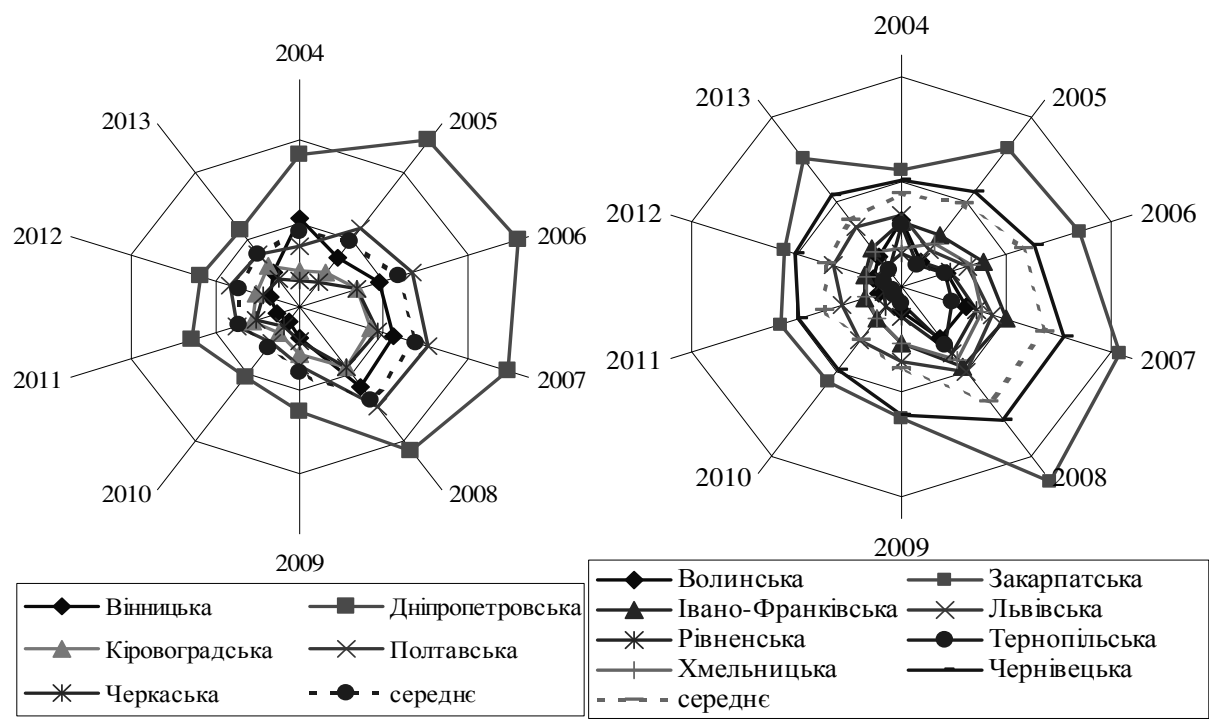 2004
2005
2006
2007
2008
2009
2010
2011
2012
2013
Вінницька
Дніпропетровська
Кіровоградська
Полтавська
Черкаська
середнє
2004
2005
2006
2007
2008
2009
2010
2011
2012
2013
Волинська
Закарпатська
Івано-Франківська
Львівська
Рівненська
Тернопільська
Хмельницька
Чернівецька
середнє